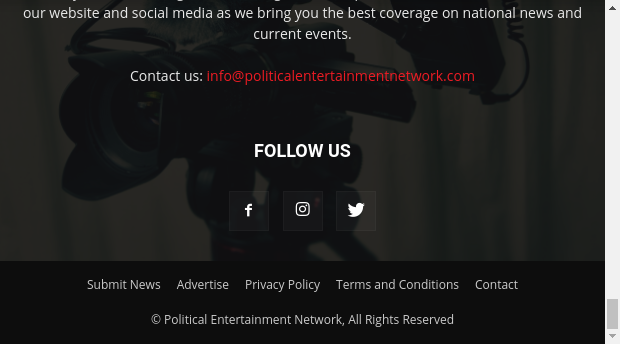 our website and social media as we bring you the best coverage on national news and
current events.
Contact us: info@politicalentertainmentnetwork.com
FOLLOW US
Submit News Advertise Privacy Policy Terms and Conditions Contact
© Political Entertainment Network, All Rights Reserved